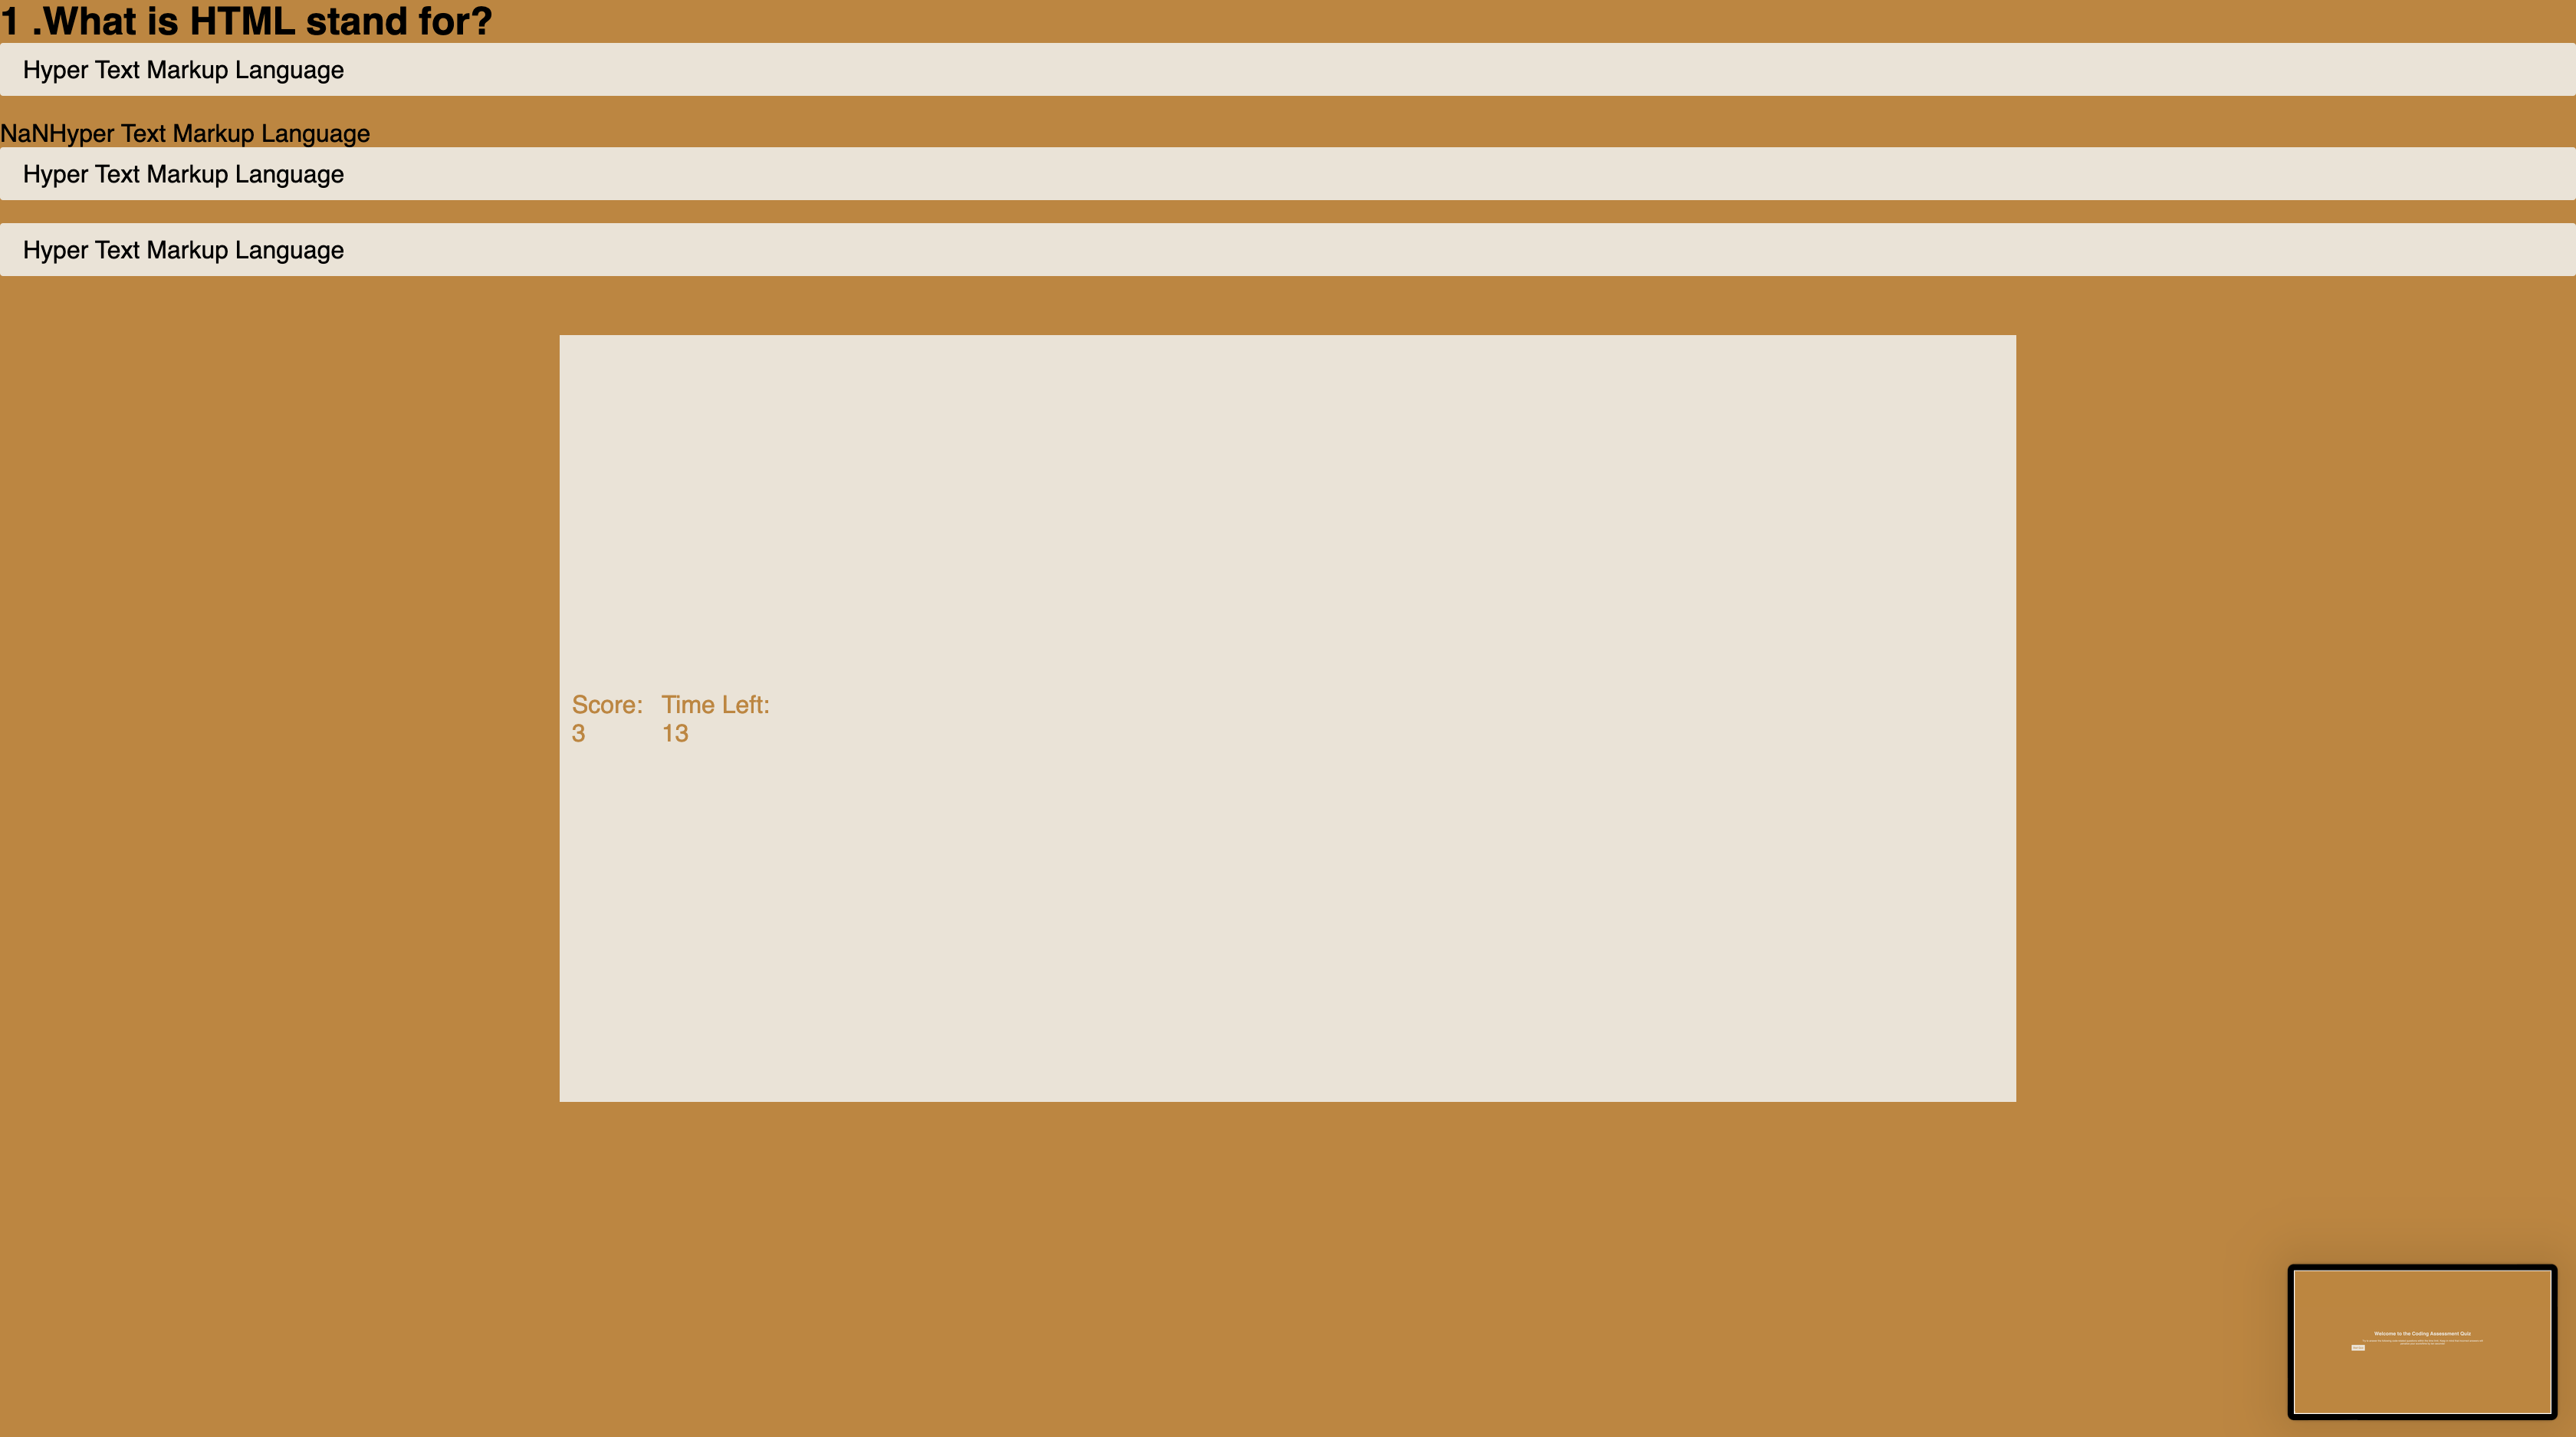 1 .What is HTML stand for?
Hyper Text Markup Language
NaNHyper Text Markup Language
Hyper Text Markup Language
Hyper Text Markup Language
Score: Time Left:
3 13
Welcome to the Coding Assessment Quiz